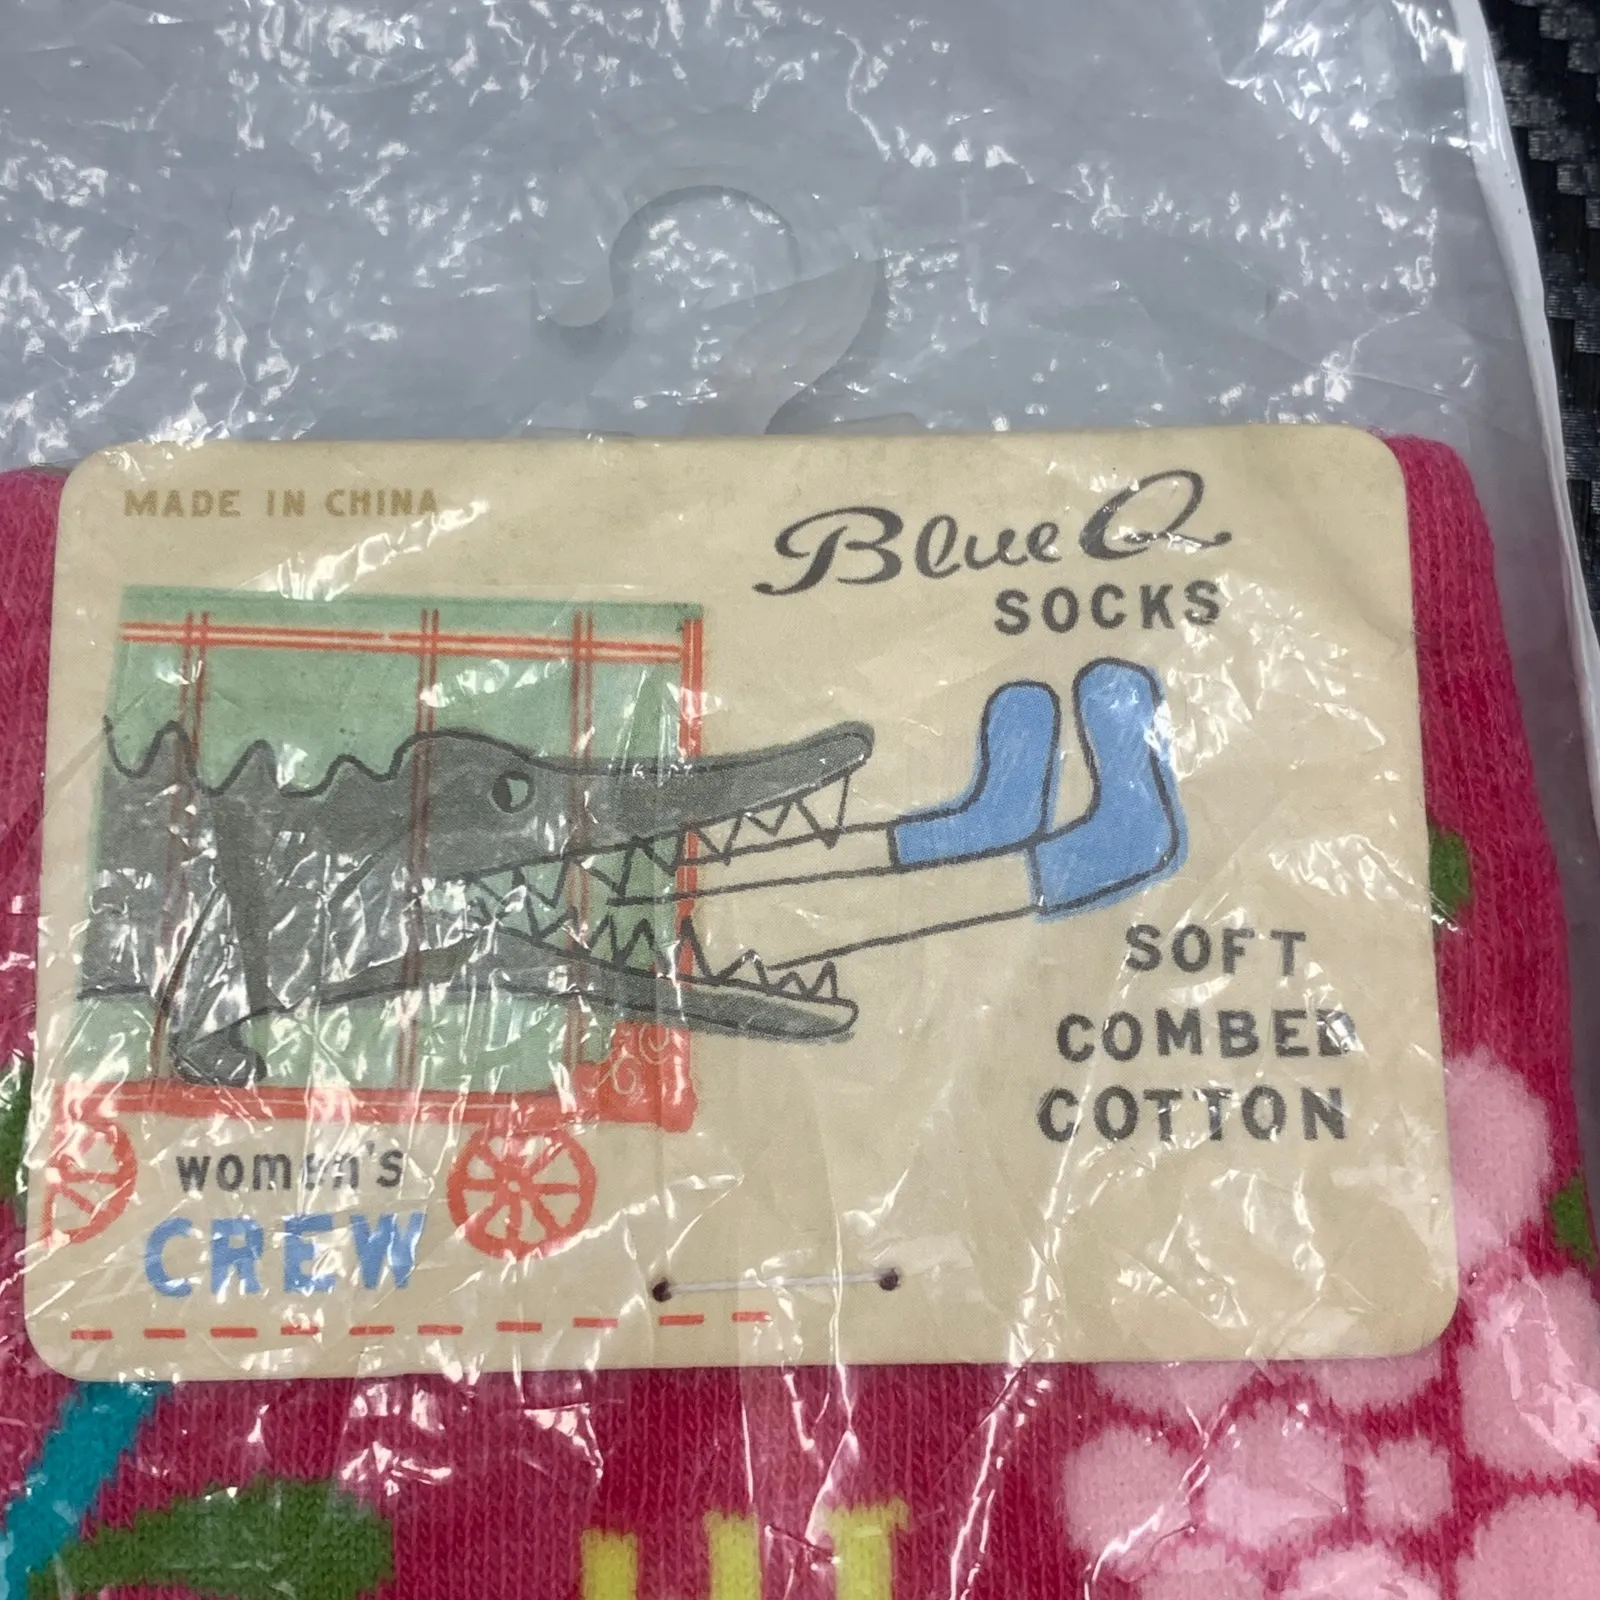 MADE IN CHINA
Blue Q
SOCKS
SOFT
COMBED
COTTON
women's
CREW